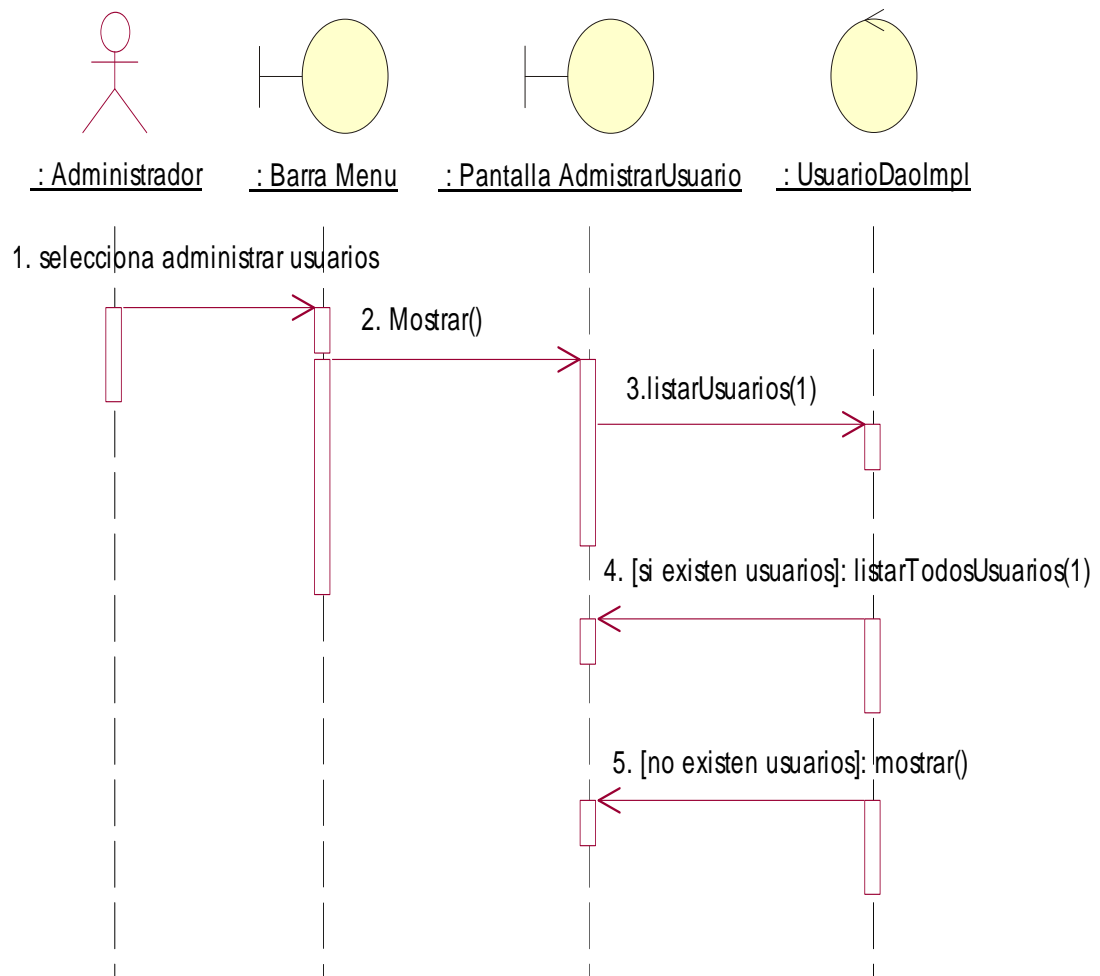 : Administrador
: Barra Menu
: Pantalla AdmistrarUsuario
: UsuarioDaoImpl
1. selecciona administrar usuarios
2. Mostrar()
3.listarUsuarios(1)
4. [si existen usuarios]: listarTodosUsuarios(1)
5. [no existen usuarios]: mostrar()